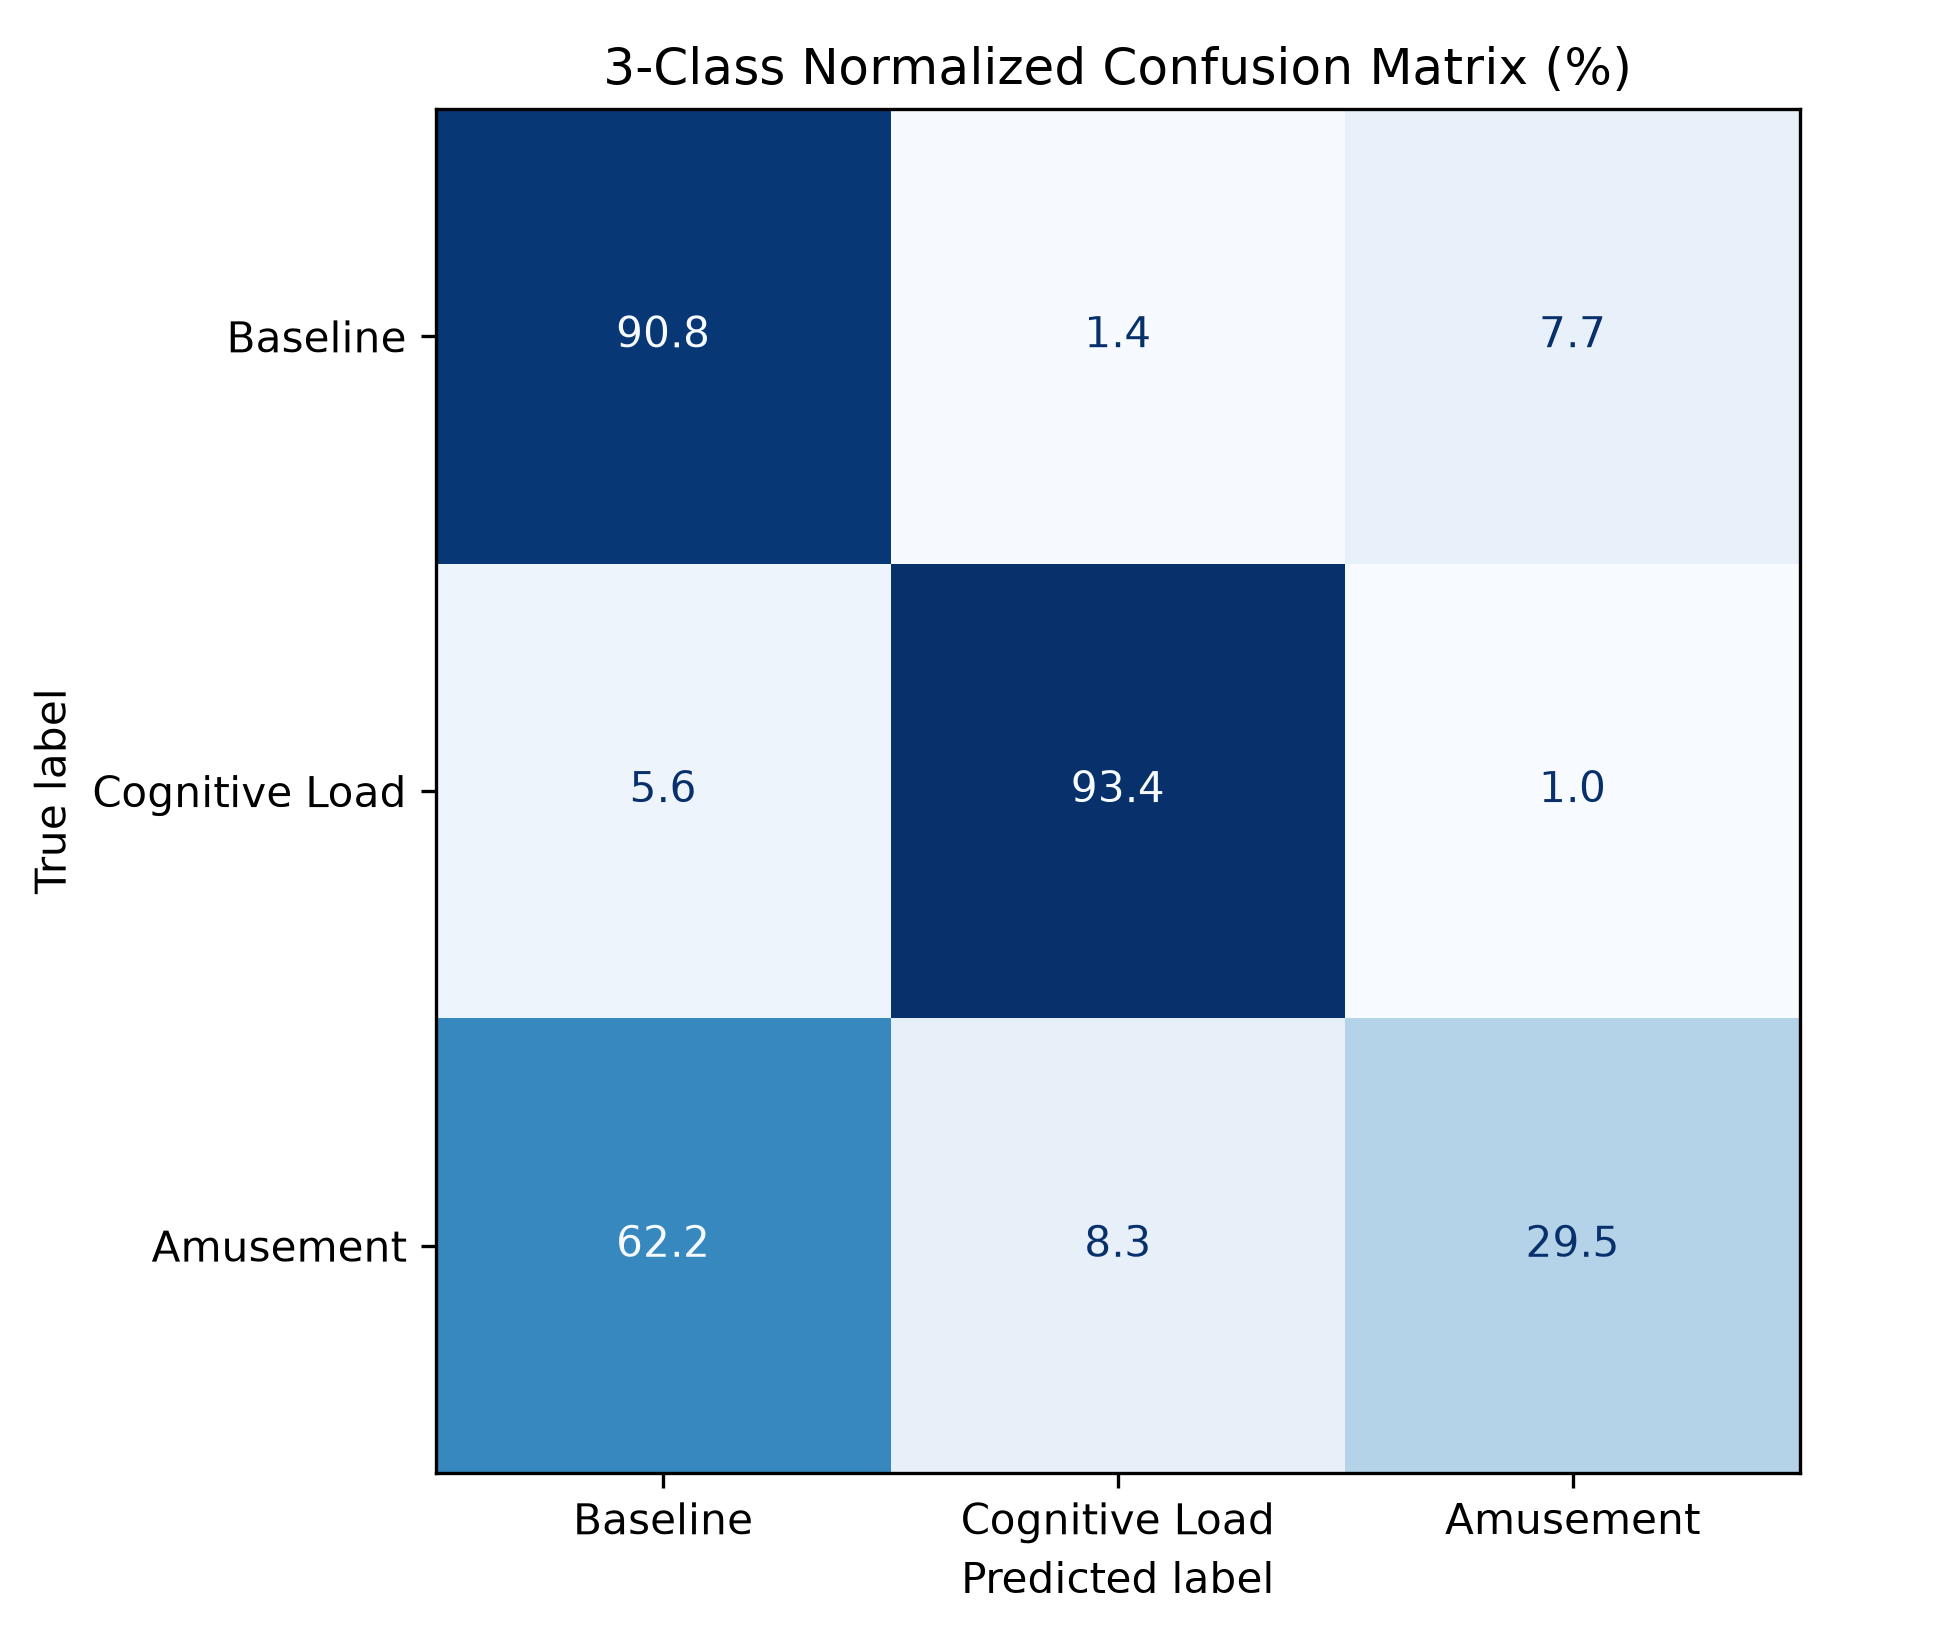 3-Class Normalized Confusion Matrix (%)
True label
Baseline 90.8 1.4 7.7
Cognitive Load 5.6 93.4 1.0
Amusement 62.2 8.3 29.5
Baseline Cognitive Load Amusement
Predicted label